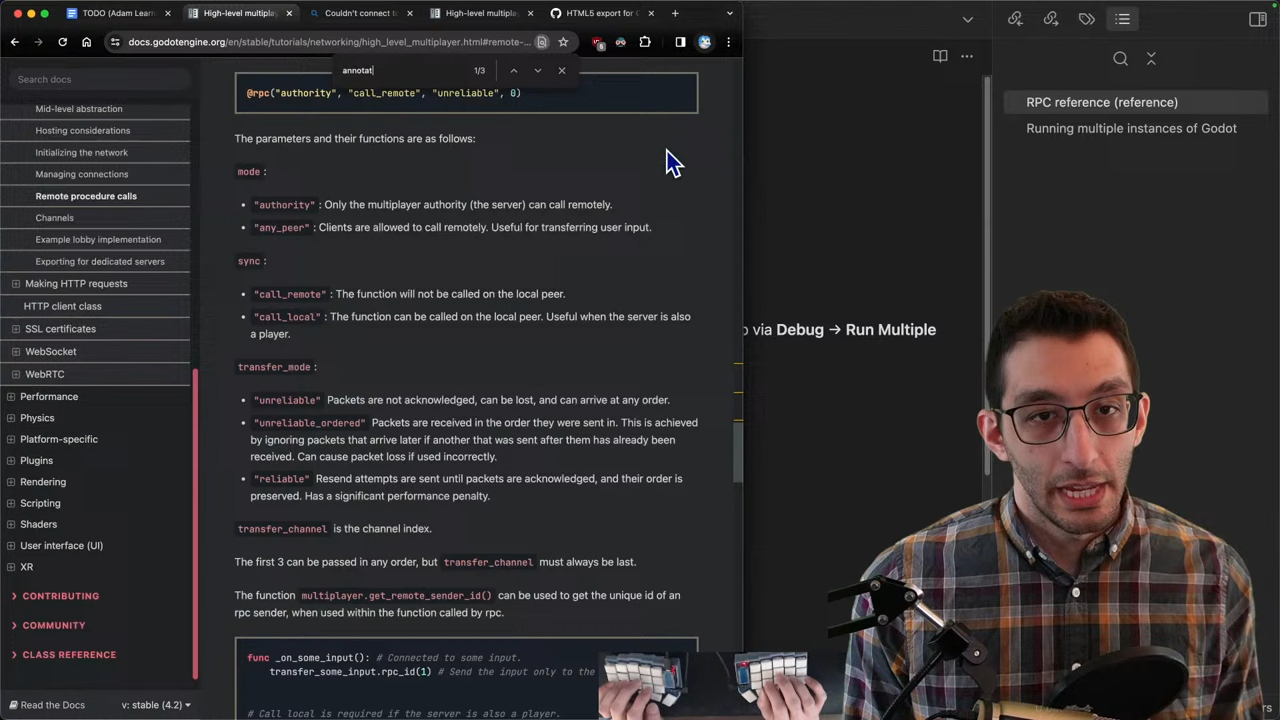 TODO (Adam Lear
High-level multipla
Couldn't connect to
High-level multipla
HTML5 export for G
docs.godotengine.org/en/stable/tutorials/networking/high_level_multiplayer.html#remote-...
annotat
1/3
Search docs
Mid-level abstraction
Hosting considerations
Initializing the network
Managing connections
Remote procedure calls
Channels
Example lobby implementation
Exporting for dedicated servers
Making HTTP requests
HTTP client class
SSL certificates
WebSocket
WebRTC
Performance
Physics
Platform-specific
Plugins
Rendering
Scripting
Shaders
User interface (UI)
XR
CONTRIBUTING
COMMUNITY
CLASS REFERENCE
Read the Docs
v: stable (4.2)
@rpc("authority", "call_remote", "unreliable", 0)
The parameters and their functions are as follows:
mode :
"authority" : Only the multiplayer authority (the server) can call remotely.
"any_peer" : Clients are allowed to call remotely. Useful for transferring user input.
sync :
"call_remote" : The function will not be called on the local peer.
"call_local" : The function can be called on the local peer. Useful when the server is also
a player.
transfer_mode :
"unreliable" Packets are not acknowledged, can be lost, and can arrive at any order.
"unreliable_ordered" Packets are received in the order they were sent in. This is achieved
by ignoring packets that arrive later if another that was sent after them has already been
received. Can cause packet loss if used incorrectly.
"reliable" Resend attempts are sent until packets are acknowledged, and their order is
preserved. Has a significant performance penalty.
transfer_channel is the channel index.
The first 3 can be passed in any order, but transfer_channel must always be last.
The function multiplayer.get_remote_sender_id() can be used to get the unique id of an
rpc sender, when used within the function called by rpc.
func _on_some_input(): # Connected to some input.
transfer_some_input.rpc_id(1) # Send the input only to the
# Call local is required if the server is also a player.
via Debug → Run Multiple
RPC reference (reference)
Running multiple instances of Godot